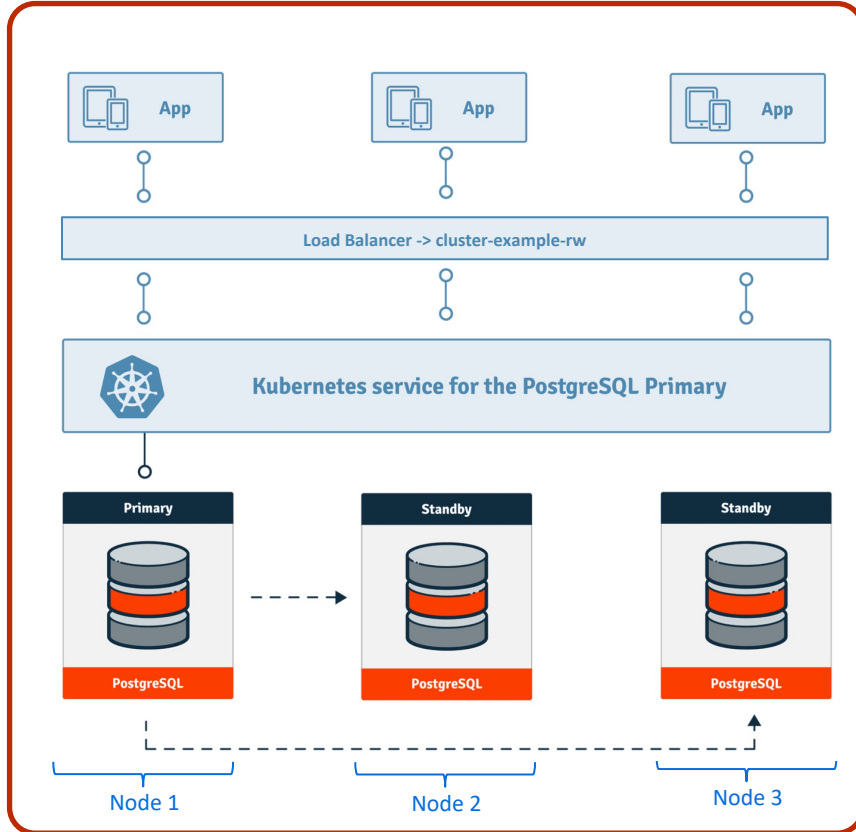 App
App
App
Load Balancer -> cluster-example-rw
Kubernetes service for the PostgreSQL Primary
Primary
Standby
Standby
PostgreSQL
PostgreSQL
PostgreSQL
Node 1
Node 2
Node 3